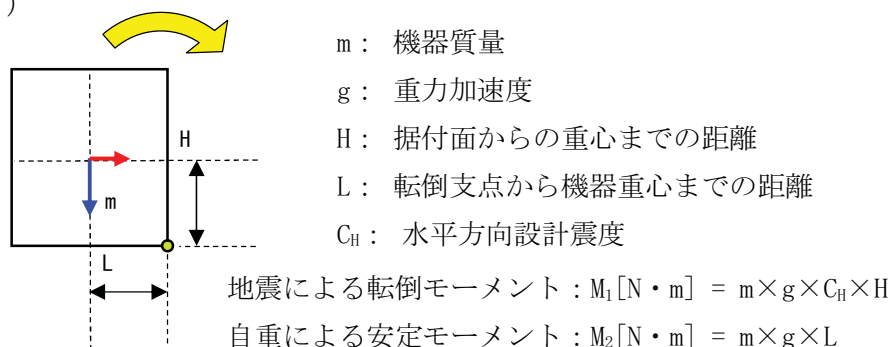 )
m： 機器質量
g： 重力加速度
H
H： 据付面からの重心までの距離
m
L： 転倒支点から機器重心までの距離
Cʜ： 水平方向設計震度
L
地震による転倒モーメント：M₁[N・m] = m×g×Cʜ×H
自重による安定モーメント：M₂[N・m] = m×g×L